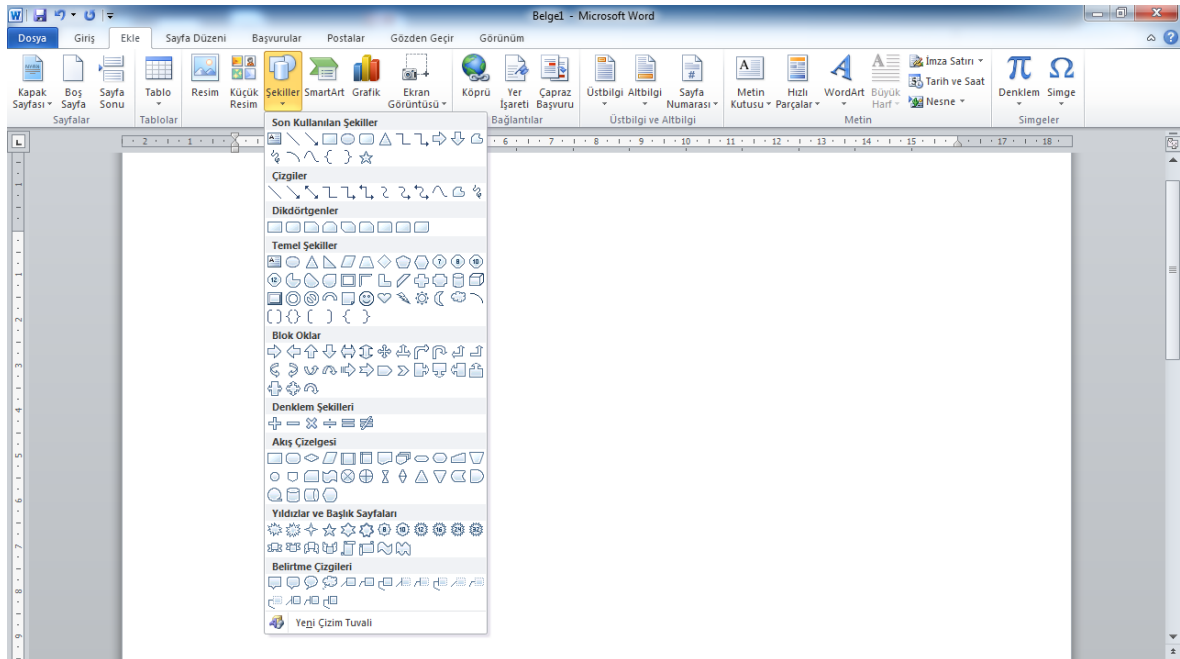 Belge1 - Microsoft Word
Dosya Giriş Ekle Sayfa Düzeni Başvurular Postalar Gözden Geçir Görünüm
Kapak Sayfası Boş Sayfa Sayfa Sonu Tablo Resim Küçük Resim Şekiller SmartArt Grafik Ekran Görüntüsü Köprü Yer İşareti Çapraz Başvuru Üstbilgi Altbilgi Sayfa Numarası Metin Kutusu Hızlı Parçalar WordArt Büyük Harf İmza Satırı Denklem Simge
Tarih ve Saat
Nesne
Sayfalar Tablolar Bağlantılar Üstbilgi ve Altbilgi Metin Simgeler
Son Kullanılan Şekiller
Çizgiler
Dikdörtgenler
Temel Şekiller
Blok Oklar
Denklem Şekilleri
Akış Çizelgesi
Yıldızlar ve Başlık Sayfaları
Belirtme Çizgileri
Yeni Çizim Tuvali